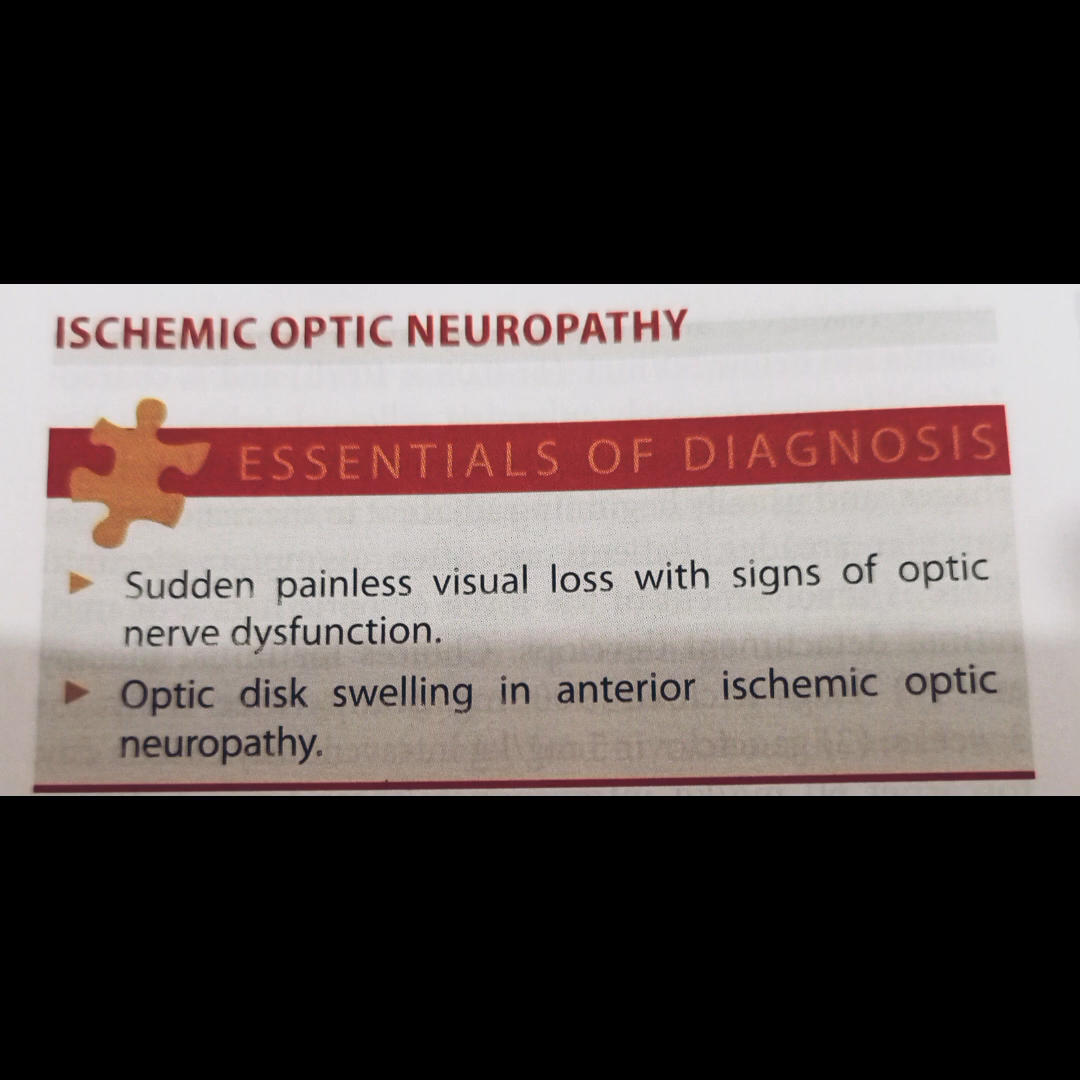 ISCHEMIC OPTIC NEUROPATHY
ESSENTIALS OF DIAGNOSIS
Sudden painless visual loss with signs of optic
nerve dysfunction.
Optic disk swelling in anterior ischemic optic
neuropathy.